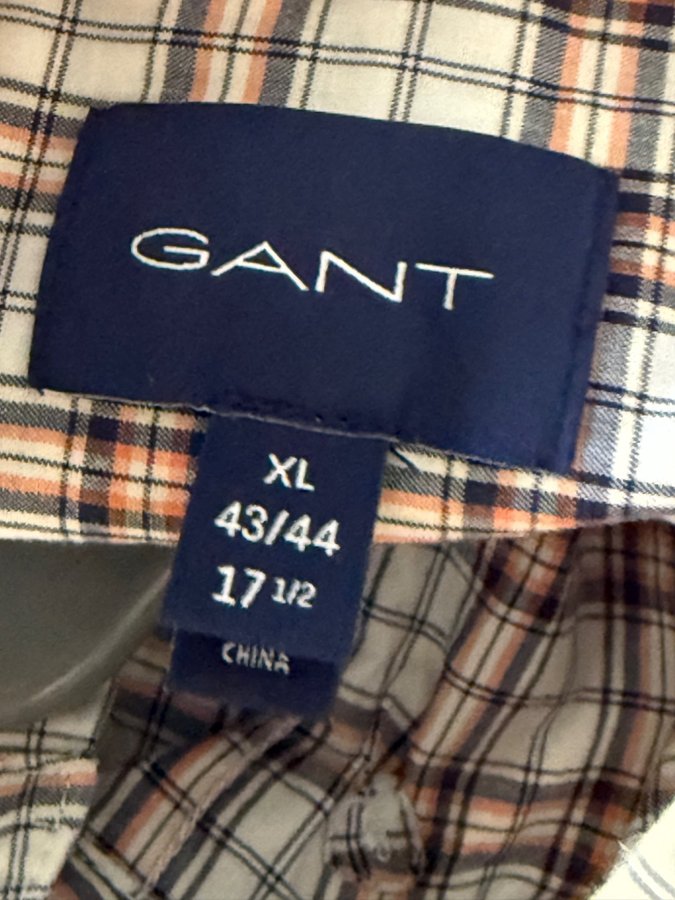 GANT
XL
43/44
17 1/2
CHINA